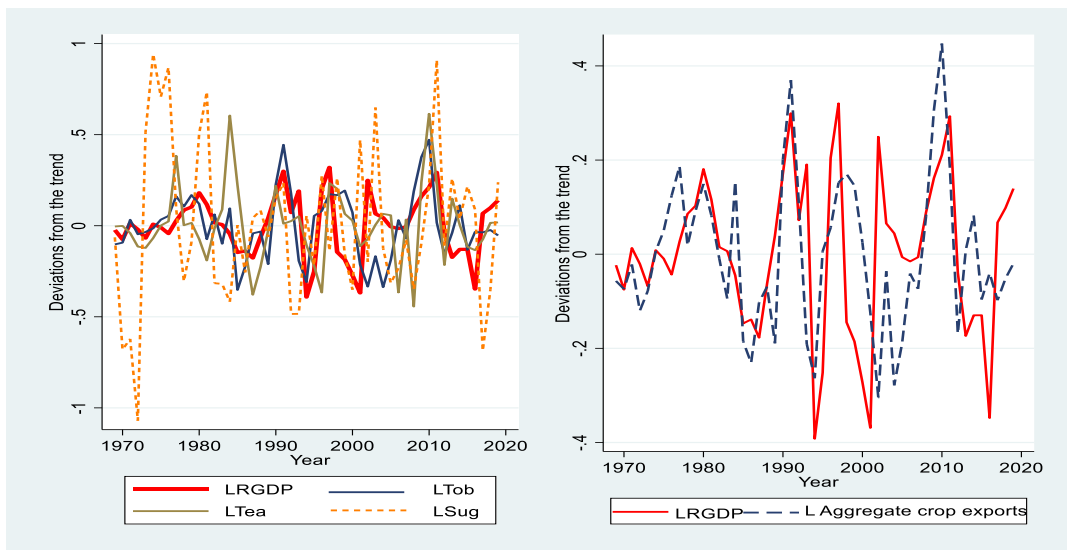 Deviations from the trend
1
.5
0
-.5
-1
1970 1980 1990 2000 2010 2020
Year
LRGDP LTob
LTea LSug
Deviations from the trend
.4
.2
0
-.2
-.4
1970 1980 1990 2000 2010 2020
Year
LRGDP L Aggregate crop exports